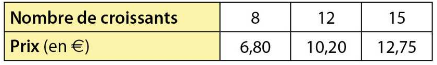 Nombre de croissants 8 12 15
Prix (en €) 6,80 10,20 12,75